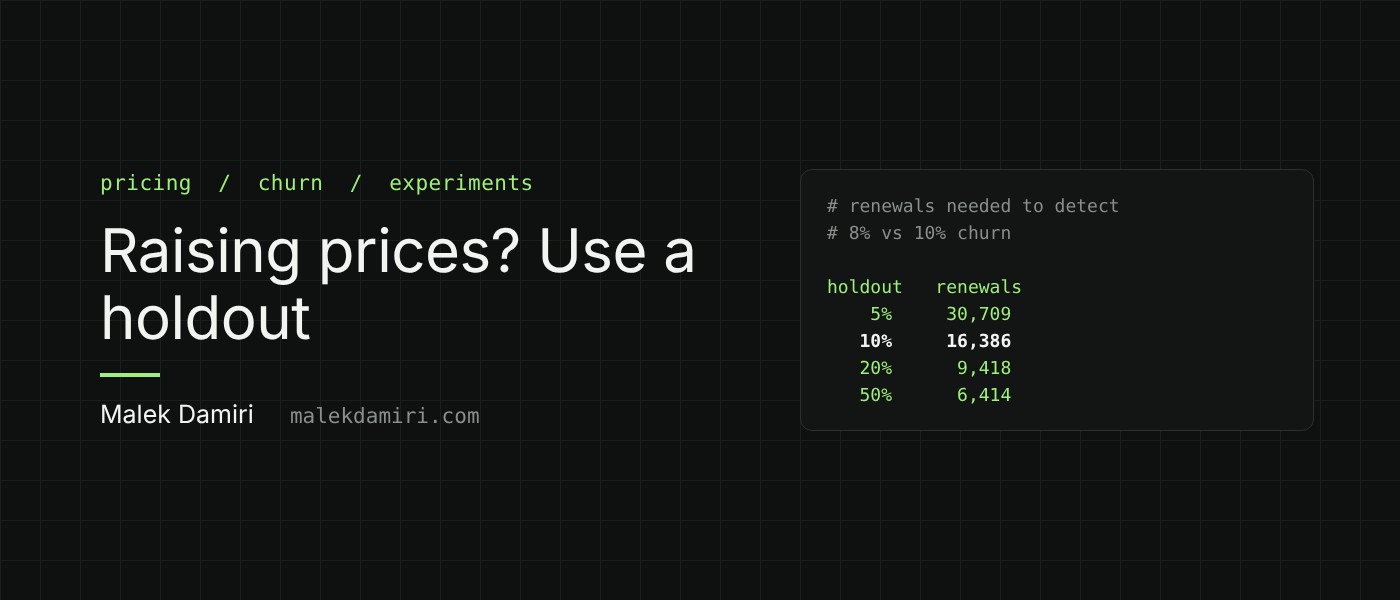 pricing / churn / experiments
Raising prices? Use a
holdout
Malek Damiri malekdamiri.com
# renewals needed to detect
# 8% vs 10% churn
holdout renewals
5% 30,709
10% 16,386
20% 9,418
50% 6,414